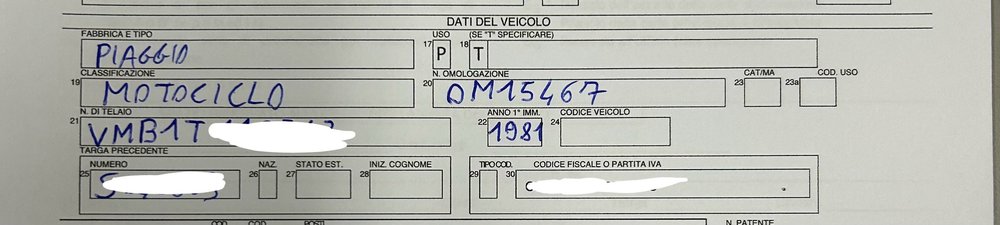 DATI DEL VEICOLO
FABBRICA E TIPO USO (SE "T" SPECIFICARE)
PIAGGIO 17 P 18 T
CLASSIFICAZIONE N. OMOLOGAZIONE CAT/MA COD. USO
19 MOTOCICLO 20 DM15467 23 23a
N. DI TELAIO ANNO 1° IMM. CODICE VEICOLO
21 VMB1T 22 1981 24
TARGA PRECEDENTE
NUMERO NAZ. STATO EST. INIZ. COGNOME TIPO COD. CODICE FISCALE O PARTITA IVA
25 26 27 28 29 30
N. PATENTE